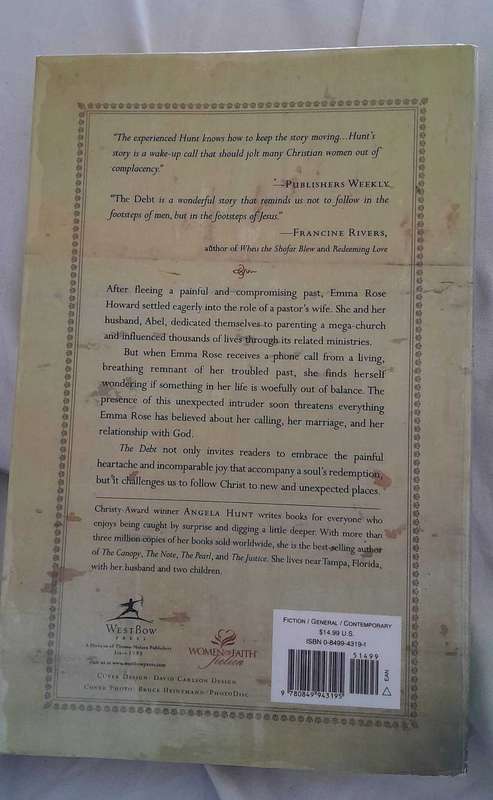 "The experienced Hunt knows how to keep the story moving...Hunt's
story is a wake-up call that should jolt many Christian women out of
complacency."
—PUBLISHERS WEEKLY
"The Debt is a wonderful story that reminds us not to follow in the
footsteps of men, but in the footsteps of Jesus."
—FRANCINE RIVERS,
author of When the Shofar Blew and Redeeming Love
After fleeing a painful and compromising past, Emma Rose
Howard settled eagerly into the role of a pastor's wife. She and her
husband, Abel, dedicated themselves to parenting a mega-church
and influenced thousands of lives through its related ministries.
But when Emma Rose receives a phone call from a living,
breathing remnant of her troubled past, she finds herself
wondering if something in her life is woefully out of balance. The
presence of this unexpected intruder soon threatens everything
Emma Rose has believed about her calling, her marriage, and her
relationship with God.
The Debt not only invites readers to embrace the painful
heartache and incomparable joy that accompany a soul's redemption,
but it challenges us to follow Christ to new and unexpected places.
Christy-Award winner ANGELA HUNT writes books for everyone who
enjoys being caught by surprise and digging a little deeper. With more than
three million copies of her books sold worldwide, she is the best-selling author
of The Canopy, The Note, The Pearl, and The Justice. She lives near Tampa, Florida,
with her husband and two children.
WESTBOW
PRESS
A Division of Thomas Nelson Publishers
Since 1798
Visit us at www.westbowpress.com
WOMEN OF FAITH
fiction
COVER DESIGN: DAVID CARLSON DESIGN
COVER PHOTO: BRUCE HEINEMANN/PHOTODISC
FICTION / GENERAL / CONTEMPORARY
$14.99 U.S.
ISBN 0-8499-4319-1
51499
9 780849 943195
EAN